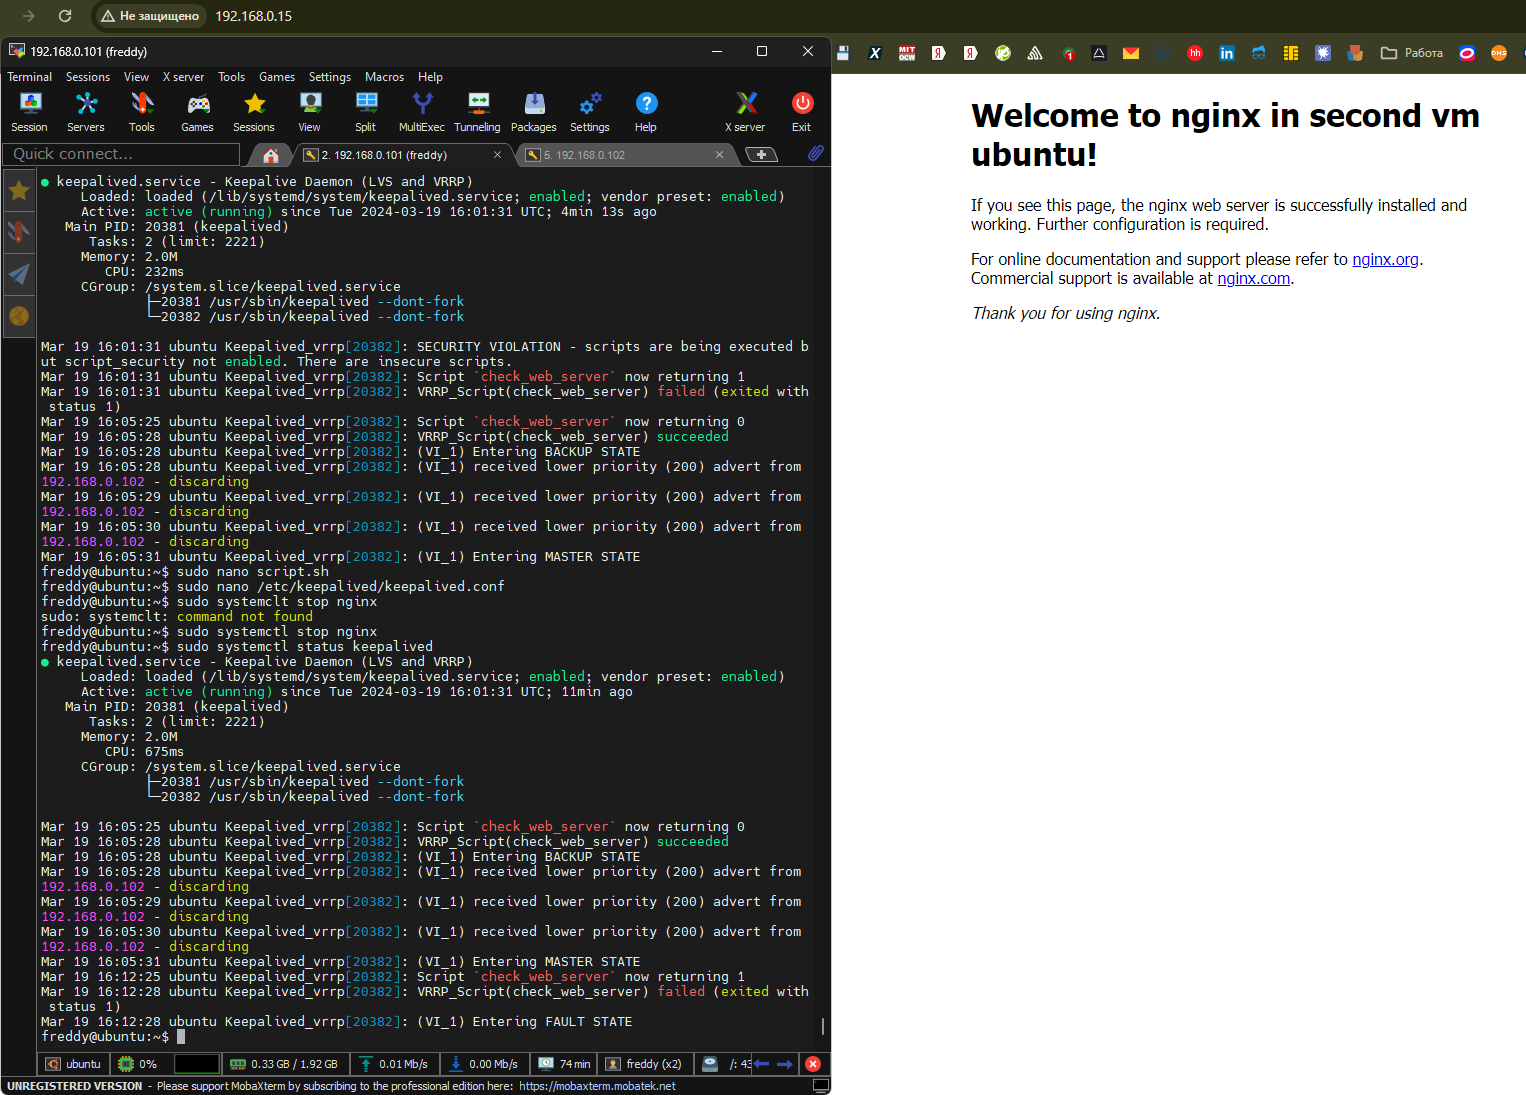 Не защищено 192.168.0.15
192.168.0.101 (freddy)
Terminal Sessions View X server Tools Games Settings Macros Help
Session Servers Tools Games Sessions View Split MultiExec Tunneling Packages Settings Help X server Exit
Quick connect... 2. 192.168.0.101 (freddy) 5. 192.168.0.102
● keepalived.service - Keepalive Daemon (LVS and VRRP)
Loaded: loaded (/lib/systemd/system/keepalived.service; enabled; vendor preset: enabled)
Active: active (running) since Tue 2024-03-19 16:01:31 UTC; 4min 13s ago
Main PID: 20381 (keepalived)
Tasks: 2 (limit: 2221)
Memory: 2.0M
CPU: 232ms
CGroup: /system.slice/keepalived.service
├─20381 /usr/sbin/keepalived --dont-fork
└─20382 /usr/sbin/keepalived --dont-fork
Mar 19 16:01:31 ubuntu Keepalived_vrrp[20382]: SECURITY VIOLATION - scripts are being executed b
ut script_security not enabled. There are insecure scripts.
Mar 19 16:01:31 ubuntu Keepalived_vrrp[20382]: Script `check_web_server` now returning 1
Mar 19 16:01:31 ubuntu Keepalived_vrrp[20382]: VRRP_Script(check_web_server) failed (exited with
status 1)
Mar 19 16:05:25 ubuntu Keepalived_vrrp[20382]: Script `check_web_server` now returning 0
Mar 19 16:05:28 ubuntu Keepalived_vrrp[20382]: VRRP_Script(check_web_server) succeeded
Mar 19 16:05:28 ubuntu Keepalived_vrrp[20382]: (VI_1) Entering BACKUP STATE
Mar 19 16:05:28 ubuntu Keepalived_vrrp[20382]: (VI_1) received lower priority (200) advert from
192.168.0.102 - discarding
Mar 19 16:05:29 ubuntu Keepalived_vrrp[20382]: (VI_1) received lower priority (200) advert from
192.168.0.102 - discarding
Mar 19 16:05:30 ubuntu Keepalived_vrrp[20382]: (VI_1) received lower priority (200) advert from
192.168.0.102 - discarding
Mar 19 16:05:31 ubuntu Keepalived_vrrp[20382]: (VI_1) Entering MASTER STATE
freddy@ubuntu:~$ sudo nano script.sh
freddy@ubuntu:~$ sudo nano /etc/keepalived/keepalived.conf
freddy@ubuntu:~$ sudo systemclt stop nginx
sudo: systemclt: command not found
freddy@ubuntu:~$ sudo systemctl stop nginx
freddy@ubuntu:~$ sudo systemctl status keepalived
● keepalived.service - Keepalive Daemon (LVS and VRRP)
Loaded: loaded (/lib/systemd/system/keepalived.service; enabled; vendor preset: enabled)
Active: active (running) since Tue 2024-03-19 16:01:31 UTC; 11min ago
Main PID: 20381 (keepalived)
Tasks: 2 (limit: 2221)
Memory: 2.0M
CPU: 675ms
CGroup: /system.slice/keepalived.service
├─20381 /usr/sbin/keepalived --dont-fork
└─20382 /usr/sbin/keepalived --dont-fork
Mar 19 16:05:25 ubuntu Keepalived_vrrp[20382]: Script `check_web_server` now returning 0
Mar 19 16:05:28 ubuntu Keepalived_vrrp[20382]: VRRP_Script(check_web_server) succeeded
Mar 19 16:05:28 ubuntu Keepalived_vrrp[20382]: (VI_1) Entering BACKUP STATE
Mar 19 16:05:28 ubuntu Keepalived_vrrp[20382]: (VI_1) received lower priority (200) advert from
192.168.0.102 - discarding
Mar 19 16:05:29 ubuntu Keepalived_vrrp[20382]: (VI_1) received lower priority (200) advert from
192.168.0.102 - discarding
Mar 19 16:05:30 ubuntu Keepalived_vrrp[20382]: (VI_1) received lower priority (200) advert from
192.168.0.102 - discarding
Mar 19 16:05:31 ubuntu Keepalived_vrrp[20382]: (VI_1) Entering MASTER STATE
Mar 19 16:12:25 ubuntu Keepalived_vrrp[20382]: Script `check_web_server` now returning 1
Mar 19 16:12:28 ubuntu Keepalived_vrrp[20382]: VRRP_Script(check_web_server) failed (exited with
status 1)
Mar 19 16:12:28 ubuntu Keepalived_vrrp[20382]: (VI_1) Entering FAULT STATE
freddy@ubuntu:~$
ubuntu 0% 0.33 GB / 1.92 GB 0.01 Mb/s 0.00 Mb/s 74 min freddy (x2) /: 43
UNREGISTERED VERSION - Please support MobaXterm by subscribing to the professional edition here: https://mobaxterm.mobatek.net
X MIT OCW Я Я 1 hh in Работа DNS
Welcome to nginx in second vm
ubuntu!
If you see this page, the nginx web server is successfully installed and
working. Further configuration is required.
For online documentation and support please refer to nginx.org.
Commercial support is available at nginx.com.
Thank you for using nginx.